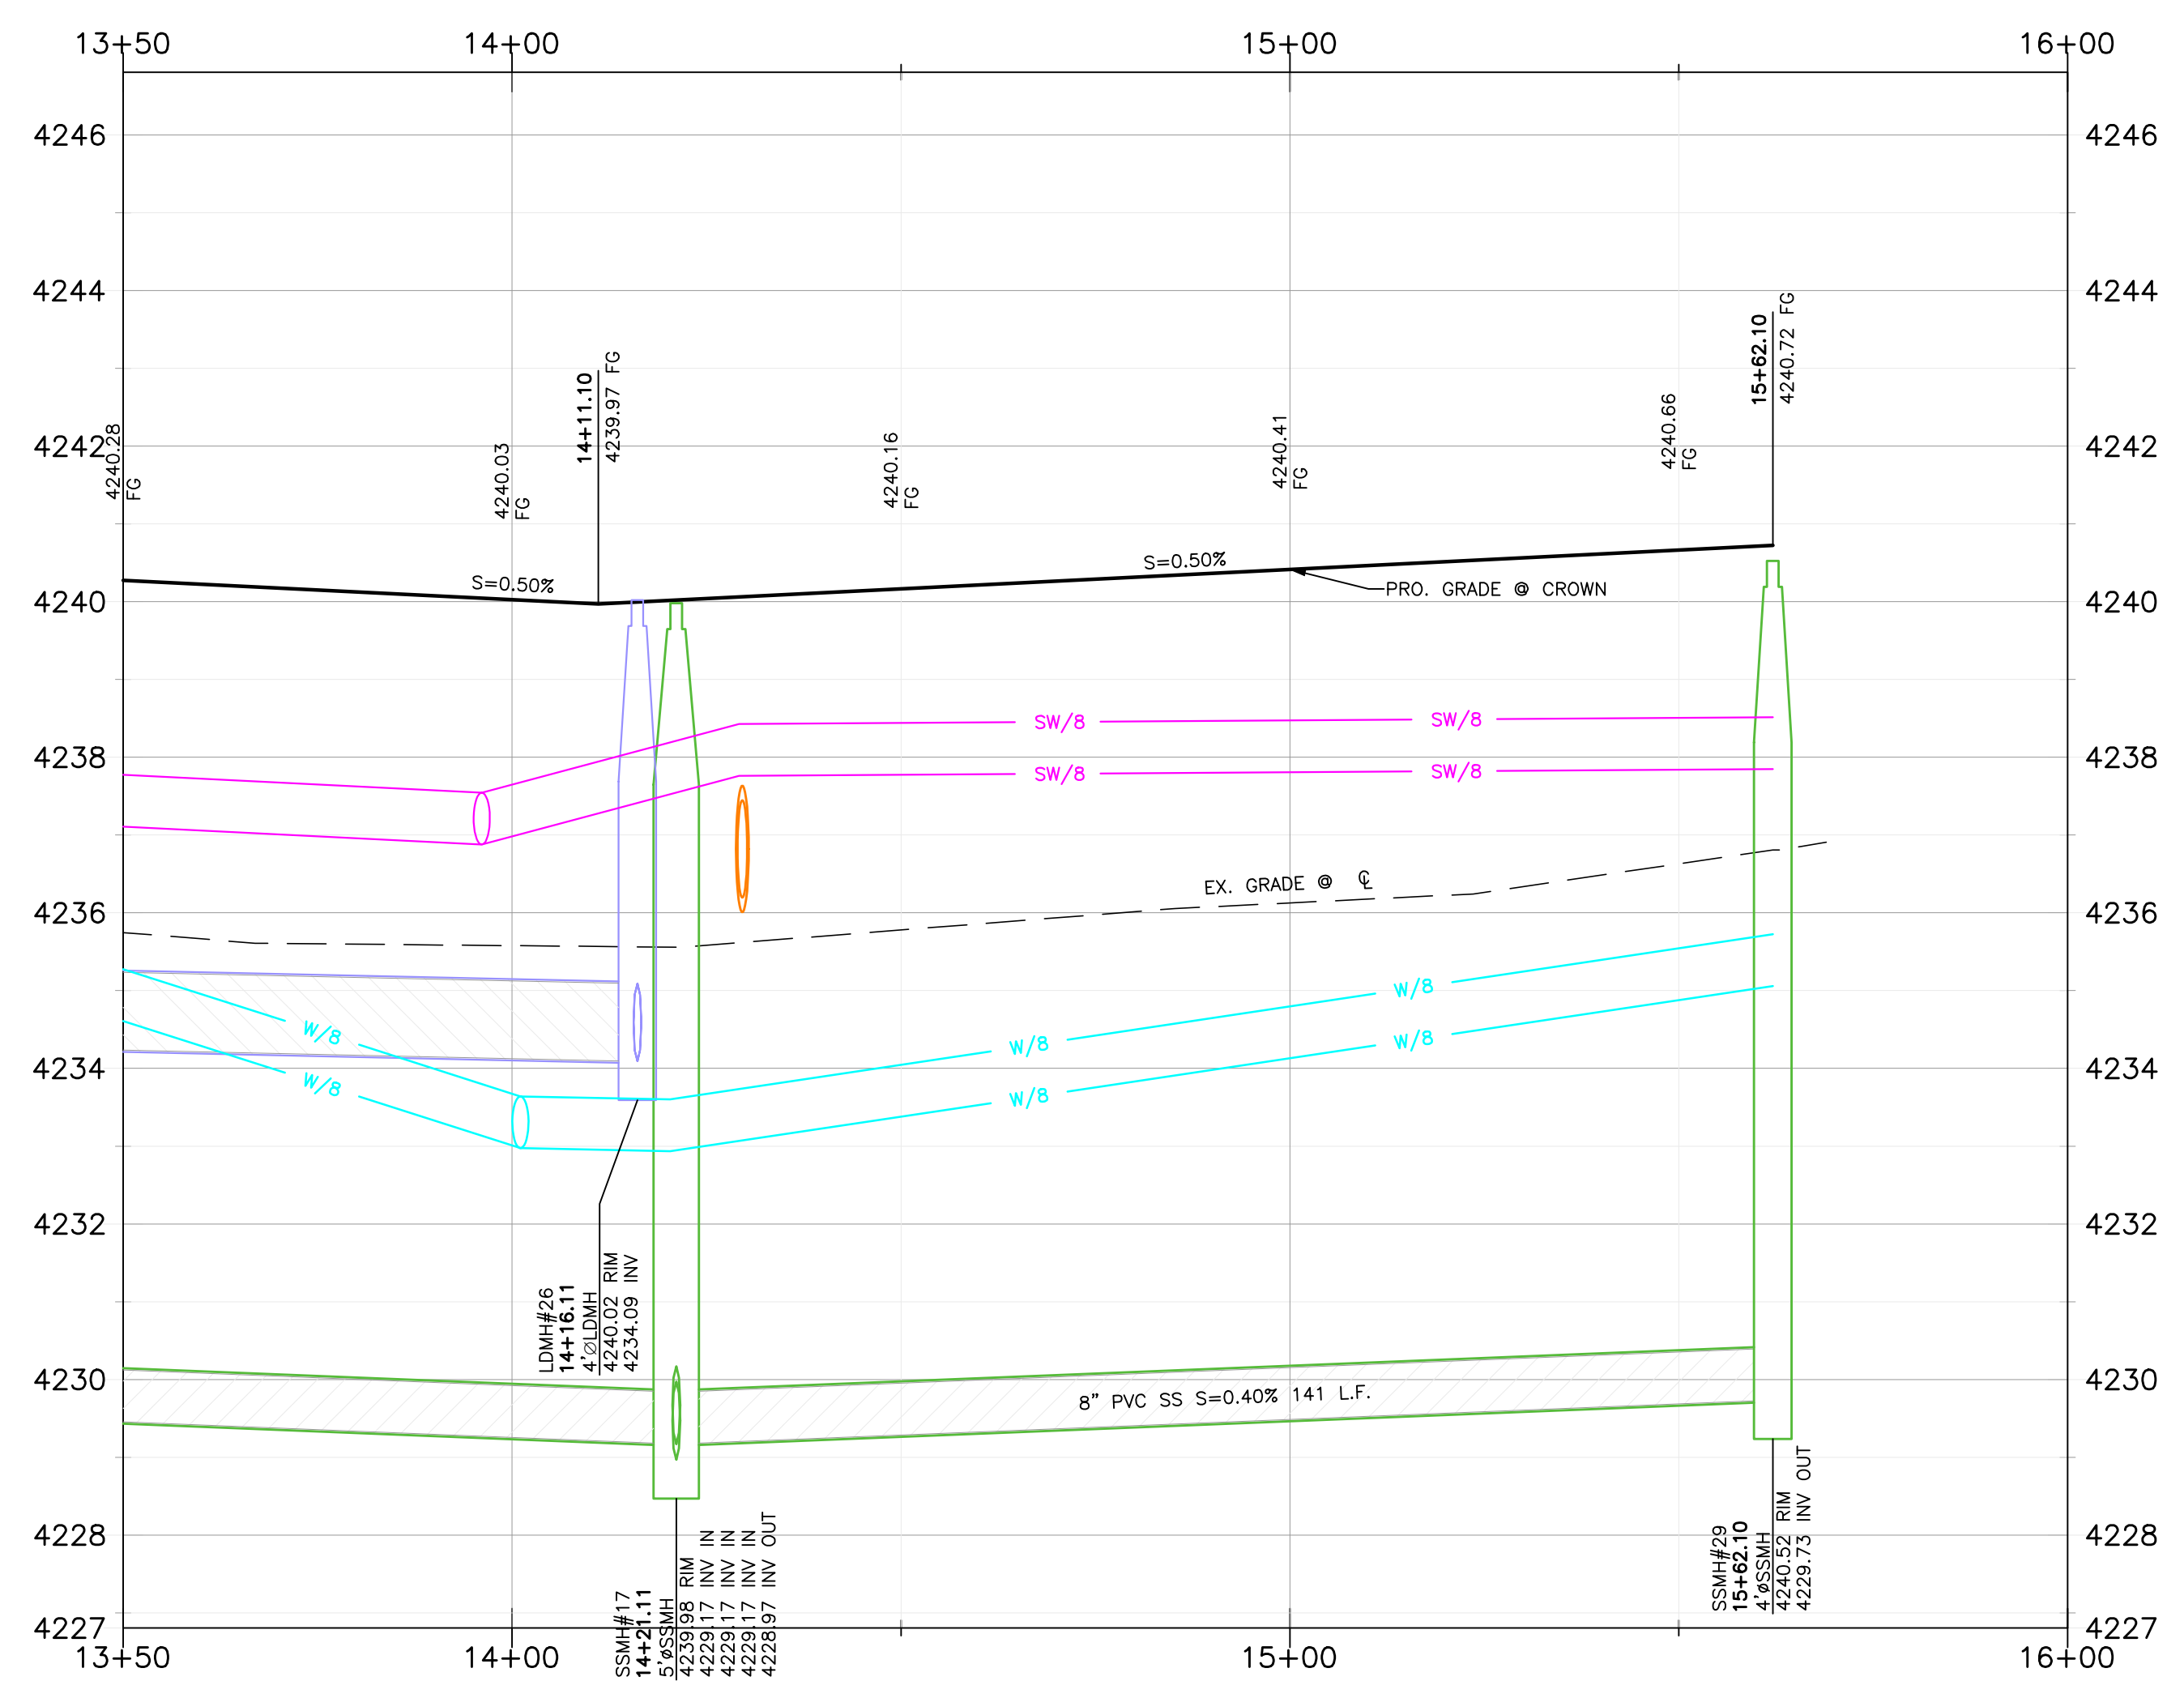 13+50 14+00 15+00 16+00
4246 4246
4244 4244
4242 4242
4240 4240
4238 4238
4236 4236
4234 4234
4232 4232
4230 4230
4228 4228
4227 4227
13+50 14+00 15+00 16+00
4240.28
FG
4240.03
FG
14+11.10
4239.97 FG
4240.16
FG
4240.41
FG
4240.66
FG
15+62.10
4240.72 FG
S=0.50%
S=0.50%
PRO. GRADE @ CROWN
SW/8
SW/8
SW/8
SW/8
EX. GRADE @ ℄
W/8
W/8
W/8
W/8
W/8
W/8
LDMH#26
14+16.11
4'∅LDMH
4240.02 RIM
4234.09 INV
8" PVC SS S=0.40% 141 L.F.
SSMH#17
14+21.11
5'øSSMH
4239.98 RIM
4229.17 INV IN
4229.17 INV IN
4229.17 INV IN
4228.97 INV OUT
SSMH#29
15+62.10
4'øSSMH
4240.52 RIM
4229.73 INV OUT